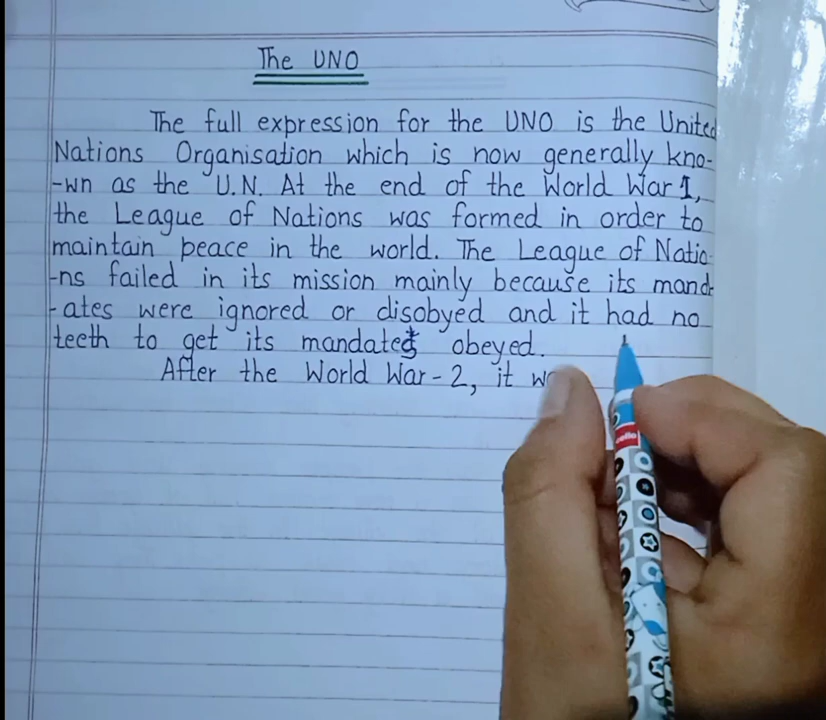 The UNO
The full expression for the UNO is the United
Nations Organisation which is now generally kno-
-wn as the U.N. At the end of the World War 1,
the League of Nations was formed in order to
maintain peace in the world. The League of Natio-
-ns failed in its mission mainly because its mand-
-ates were ignored or disobyed and it had no
teeth to get its mandates obeyed.
After the World War-2, it
cello